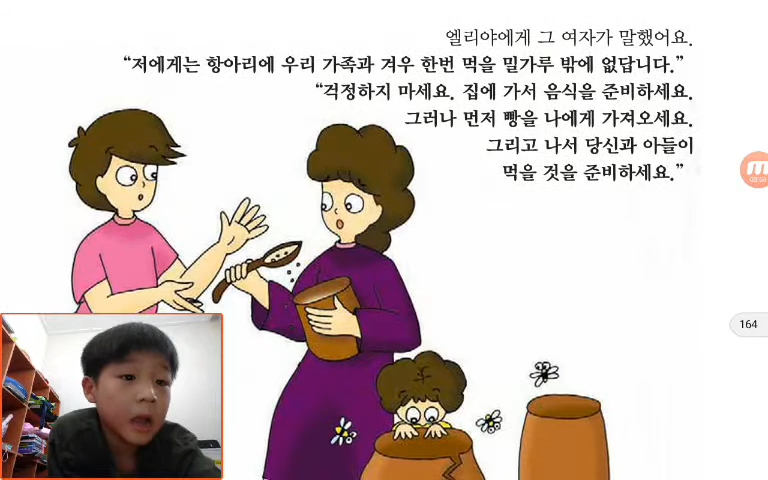 엘리야에게 그 여자가 말했어요.
“저에게는 항아리에 우리 가족과 겨우 한번 먹을 밀가루 밖에 없답니다.”
“걱정하지 마세요. 집에 가서 음식을 준비하세요.
그러나 먼저 빵을 나에게 가져오세요.
그리고 나서 당신과 아들이
먹을 것을 준비하세요.”
164